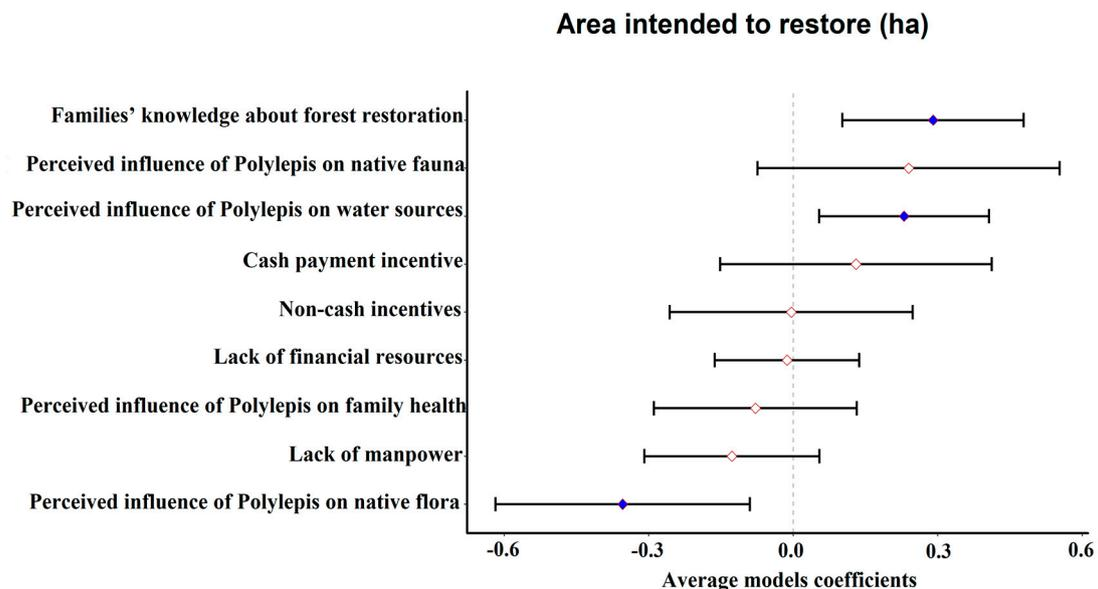 Area intended to restore (ha)
Families’ knowledge about forest restoration
Perceived influence of Polylepis on native fauna
Perceived influence of Polylepis on water sources
Cash payment incentive
Non-cash incentives
Lack of financial resources
Perceived influence of Polylepis on family health
Lack of manpower
Perceived influence of Polylepis on native flora
-0.6 -0.3 0.0 0.3 0.6
Average models coefficients